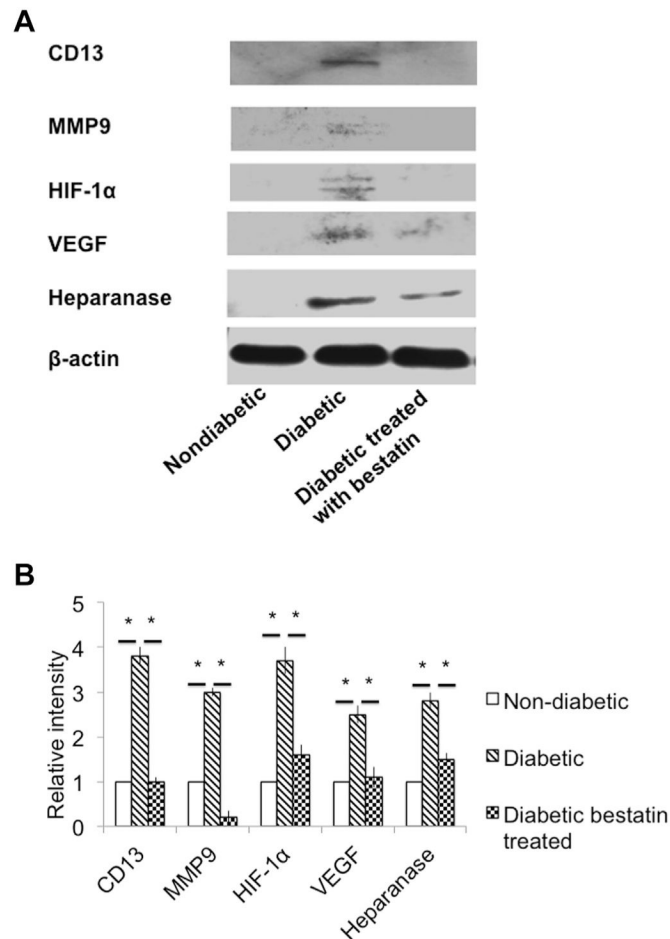 A
CD13
MMP9
HIF-1α
VEGF
Heparanase
β-actin
Nondiabetic
Diabetic
Diabetic treated
with bestatin
B
Relative intensity
5
4
3
2
1
0
* *
* *
* *
* *
* *
CD13
MMP9
HIF-1α
VEGF
Heparanase
Non-diabetic
Diabetic
Diabetic bestatin
treated